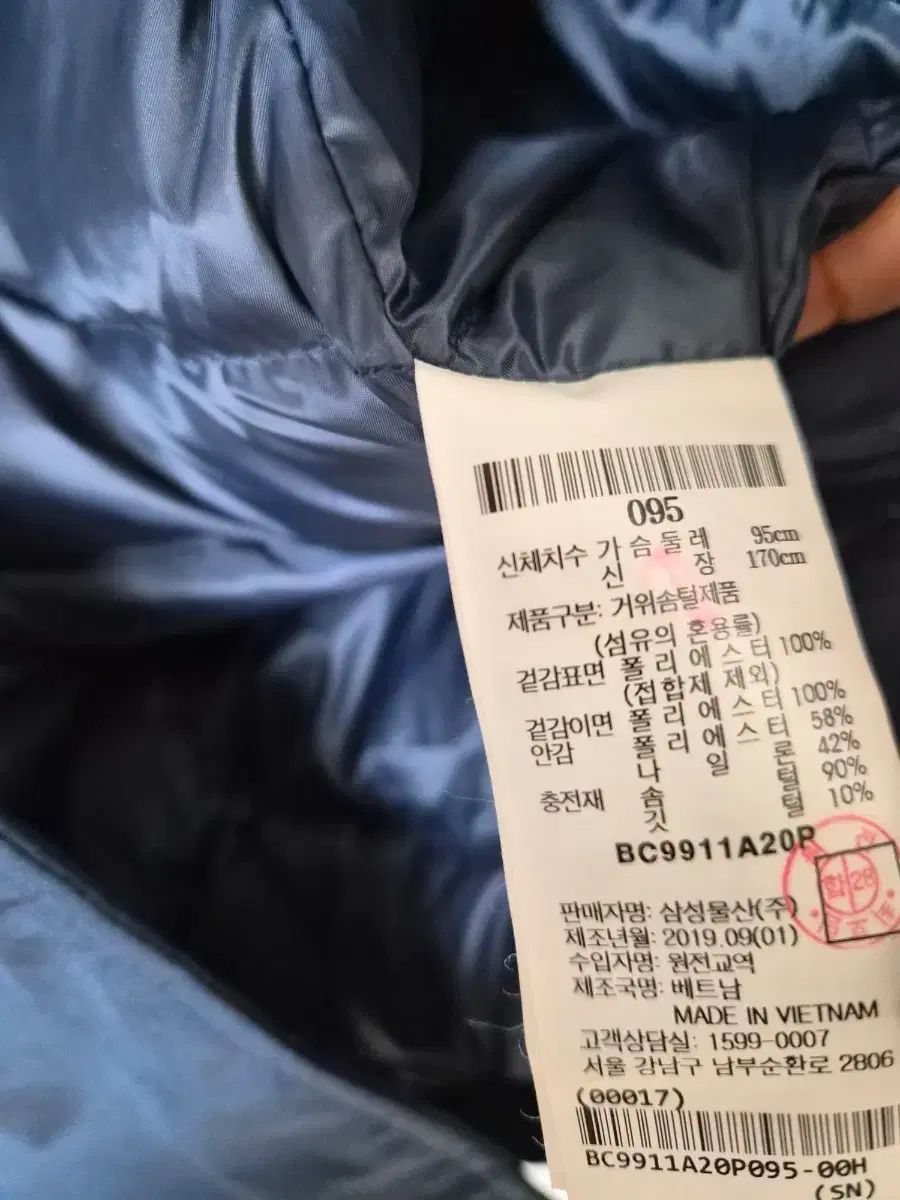 095
신체치수 가 슴 둘 레 95cm
신 장 170cm
제품구분: 거위솜털제품
(섬유의 혼용률)
겉감표면 폴 리 에 스 터 100%
(접합제 제외)
겉감이면 폴 리 에 스 터 100%
안감 폴 리 에 스 터 58%
나 일 론 42%
충전재 솜 털 90%
깃 털 10%
BC9911A20P
합 28
판매자명: 삼성물산(주)
제조년월: 2019.09(01)
수입자명: 원전교역
제조국명: 베트남
MADE IN VIETNAM
고객상담실: 1599-0007
서울 강남구 남부순환로 2806
(00017)
BC9911A20P095-00H
(SN)